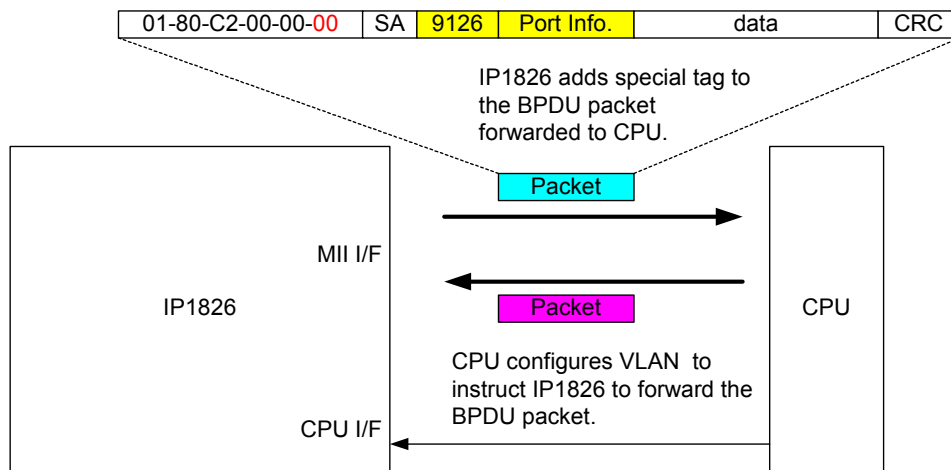 01-80-C2-00-00-00 SA 9126 Port Info. data CRC
IP1826 adds special tag to
the BPDU packet
forwarded to CPU.
Packet
MII I/F
IP1826
Packet
CPU
CPU configures VLAN to
instruct IP1826 to forward the
BPDU packet.
CPU I/F